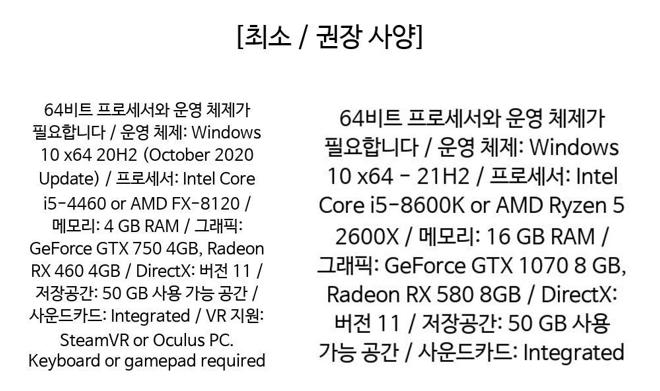 [최소 / 권장 사양]
64비트 프로세서와 운영 체제가
필요합니다 / 운영 체제: Windows
10 x64 20H2 (October 2020
Update) / 프로세서: Intel Core
i5-4460 or AMD FX-8120 /
메모리: 4 GB RAM / 그래픽:
GeForce GTX 750 4GB, Radeon
RX 460 4GB / DirectX: 버전 11 /
저장공간: 50 GB 사용 가능 공간 /
사운드카드: Integrated / VR 지원:
SteamVR or Oculus PC.
Keyboard or gamepad required
64비트 프로세서와 운영 체제가
필요합니다 / 운영 체제: Windows
10 x64 - 21H2 / 프로세서: Intel
Core i5-8600K or AMD Ryzen 5
2600X / 메모리: 16 GB RAM /
그래픽: GeForce GTX 1070 8 GB,
Radeon RX 580 8GB / DirectX:
버전 11 / 저장공간: 50 GB 사용
가능 공간 / 사운드카드: Integrated